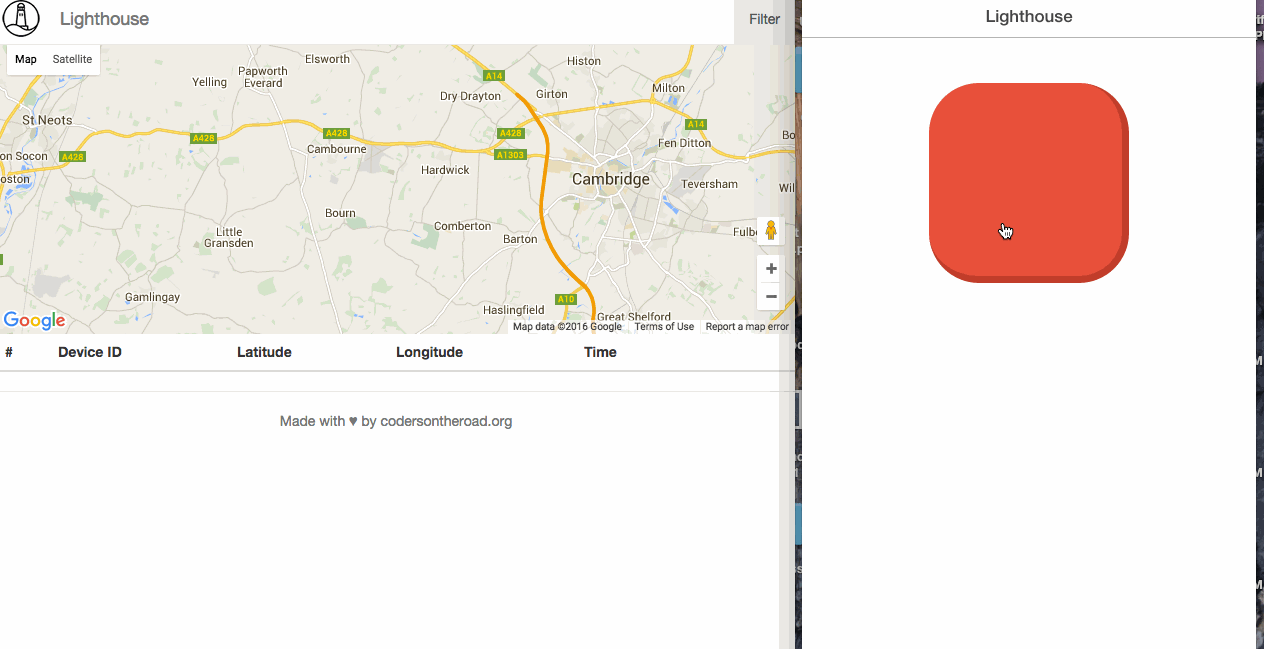 Lighthouse
Filter
Map Satellite
Elsworth
Papworth
Everard
Yelling
Histon
A14
Dry Drayton
Girton
Milton
St Neots
A428
A428
A428
A14
Cambourne
A1303
Fen Ditton
on Socon
A428
Hardwick
Cambridge
Teversham
oston
Wil
Bo
Bourn
Comberton
Little
Gransden
Barton
Fulb
Gamlingay
Haslingfield
A10
Great Shelford
Google
Map data ©2016 Google Terms of Use Report a map error
# Device ID Latitude Longitude Time
Made with ♥ by codersontheroad.org
Lighthouse